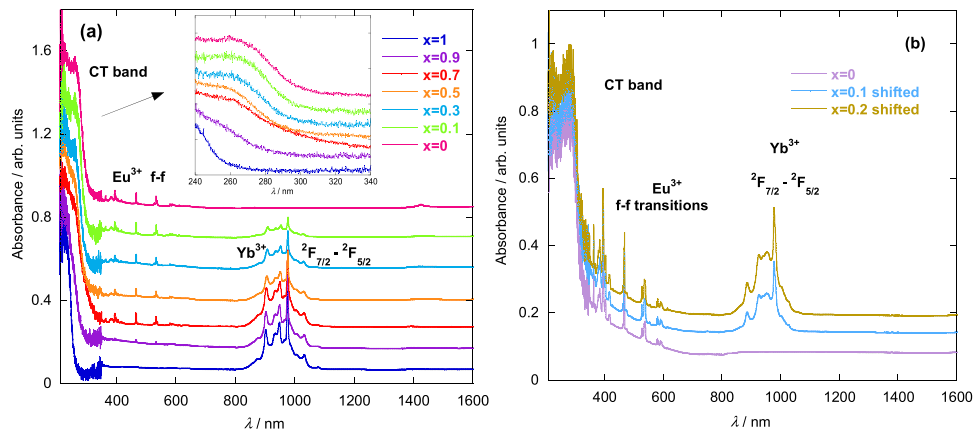 (a)
1.6
1.2
0.8
0.4
0
Absorbance / arb. units
CT band
Eu3+ f-f
Yb3+ 2F7/2 - 2F5/2
240 260 280 300 320 340
λ / nm
x=1
x=0.9
x=0.7
x=0.5
x=0.3
x=0.1
x=0
400 600 800 1000 1200 1400 1600
λ / nm
(b)
1
0.8
0.6
0.4
0.2
0
Absorbance / arb. units
CT band
x=0
x=0.1 shifted
x=0.2 shifted
Yb3+
2F7/2 - 2F5/2
Eu3+
f-f transitions
400 600 800 1000 1200 1400 1600
λ / nm